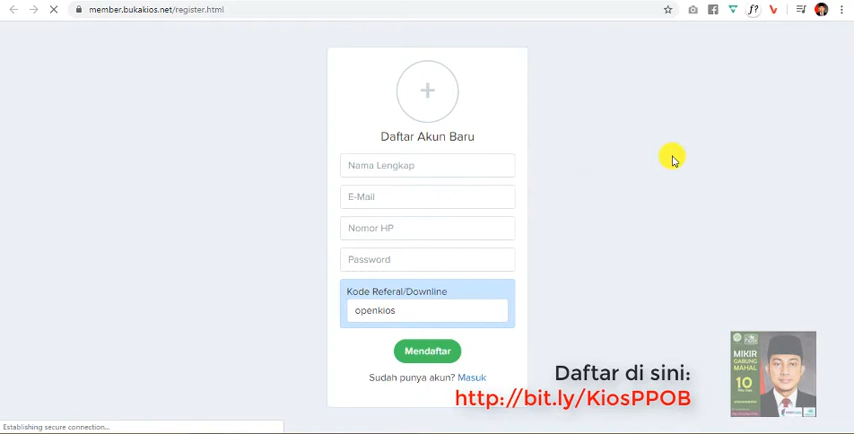 member.bukakios.net/register.html
f?
Daftar Akun Baru
Nama Lengkap
E-Mail
Nomor HP
Password
Kode Referal/Downline
openkios
Mendaftar
Sudah punya akun? Masuk
Daftar di sini:
http://bit.ly/KiosPPOB
MIKIR
MAHAL
10
Establishing secure connection...